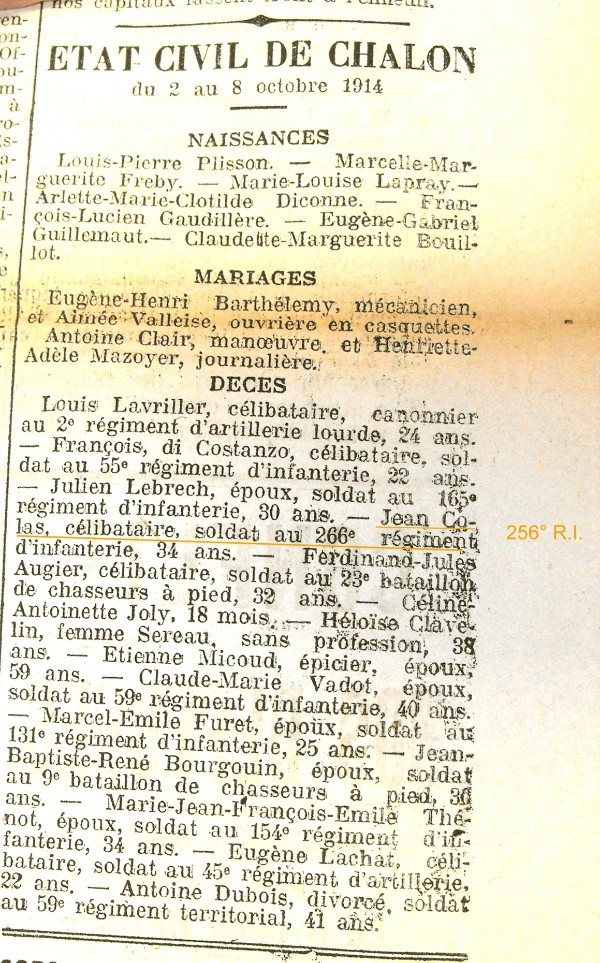 nos capitaux
ETAT CIVIL DE CHALON
du 2 au 8 octobre 1914
NAISSANCES
Louis-Pierre Plisson. — Marcelle-Mar-
guerite Freby. — Marie-Louise Lapray.—
Arlette-Marie-Clotilde Diconne. — Fran-
çois-Lucien Gaudillère. — Eugène-Gabriel
Guillemaut.— Claudette-Marguerite Bouil-
lot.
MARIAGES
Eugène-Henri Barthélemy, mécanicien,
et Aimée Valleise, ouvrière en casquettes.
Antoine Clair, manœuvre, et Henriette-
Adèle Mazoyer, journalière.
DECES
Louis Lavriller, célibataire, canonnier
au 2e régiment d'artillerie lourde, 24 ans.
— François, di Costanzo, célibataire, sol-
dat au 55e régiment d'infanterie, 22 ans.
— Julien Lebrech, époux, soldat au 165e
régiment d'infanterie, 30 ans. — Jean Co-
las, célibataire, soldat au 266e régiment
256° R.I.
d'infanterie, 34 ans. — Ferdinand-Jules
Augier, célibataire, soldat au 23e bataillon
de chasseurs à pied, 32 ans. — Céline-
Antoinette Joly, 18 mois. — Héloïse Clave-
lin, femme Sereau, sans profession, 38
ans. — Etienne Micoud, épicier, époux,
59 ans. — Claude-Marie Vadot, époux,
soldat au 59e régiment d'infanterie, 40 ans.
— Marcel-Emile Furet, époux, soldat au
131e régiment d'infanterie, 25 ans. — Jean-
Baptiste-René Bourgouin, époux, soldat
au 9e bataillon de chasseurs à pied,
ans. — Marie-Jean-François-Emile Thé-
not, époux, soldat au 154e régiment d'in-
fanterie, 34 ans. — Eugène Lachat, céli-
bataire, soldat au 45e régiment d'artillerie,
22 ans. — Antoine Dubois, divorcé, soldat
au 59e régiment territorial, 41 ans.